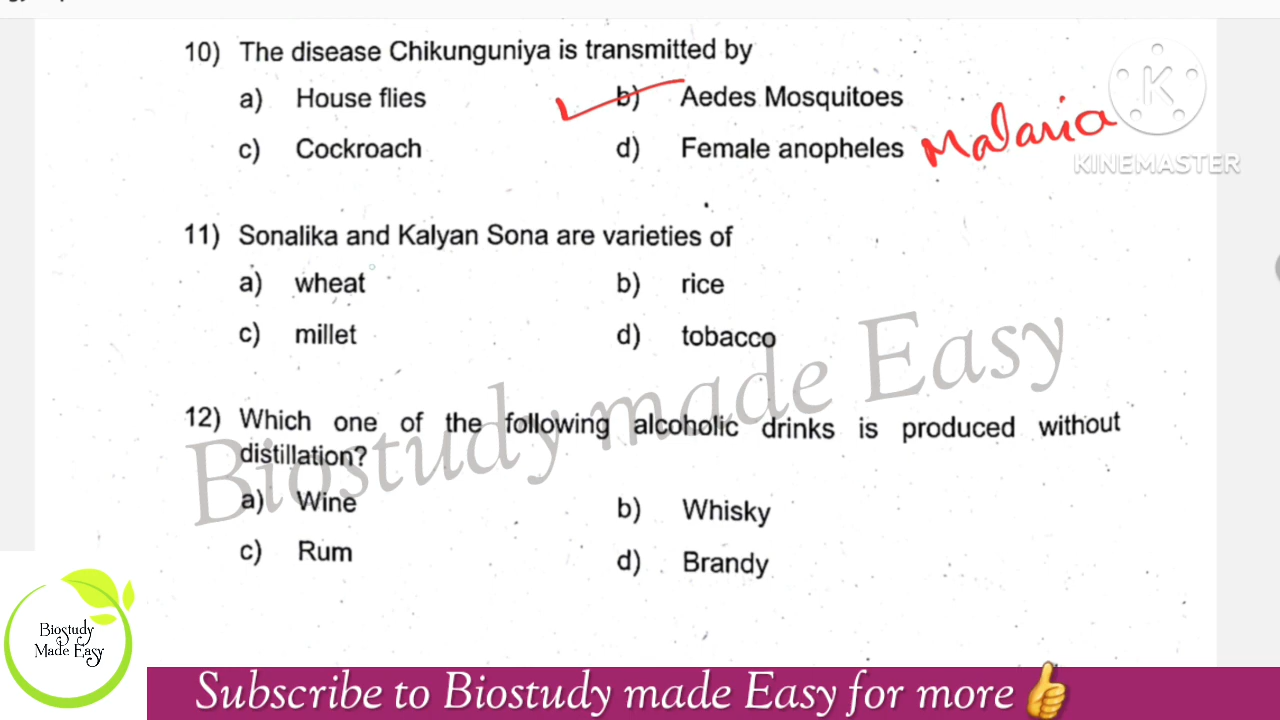 10) The disease Chikunguniya is transmitted by
a) House flies b) Aedes Mosquitoes
c) Cockroach d) Female anopheles Malaria
KINEMASTER
11) Sonalika and Kalyan Sona are varieties of
a) wheat b) rice
c) millet d) tobacco
Biostudy made Easy
12) Which one of the following alcoholic drinks is produced without
distillation?
a) Wine b) Whisky
c) Rum d) Brandy
Biostudy
Made Easy
Subscribe to Biostudy made Easy for more 👍